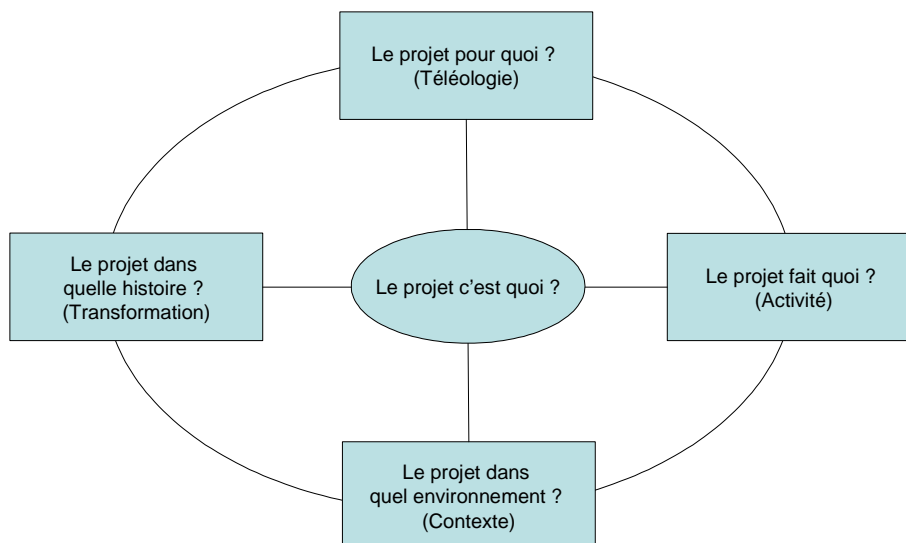 Le projet pour quoi ?
(Téléologie)
Le projet dans
quelle histoire ?
(Transformation)
Le projet c'est quoi ?
Le projet fait quoi ?
(Activité)
Le projet dans
quel environnement ?
(Contexte)